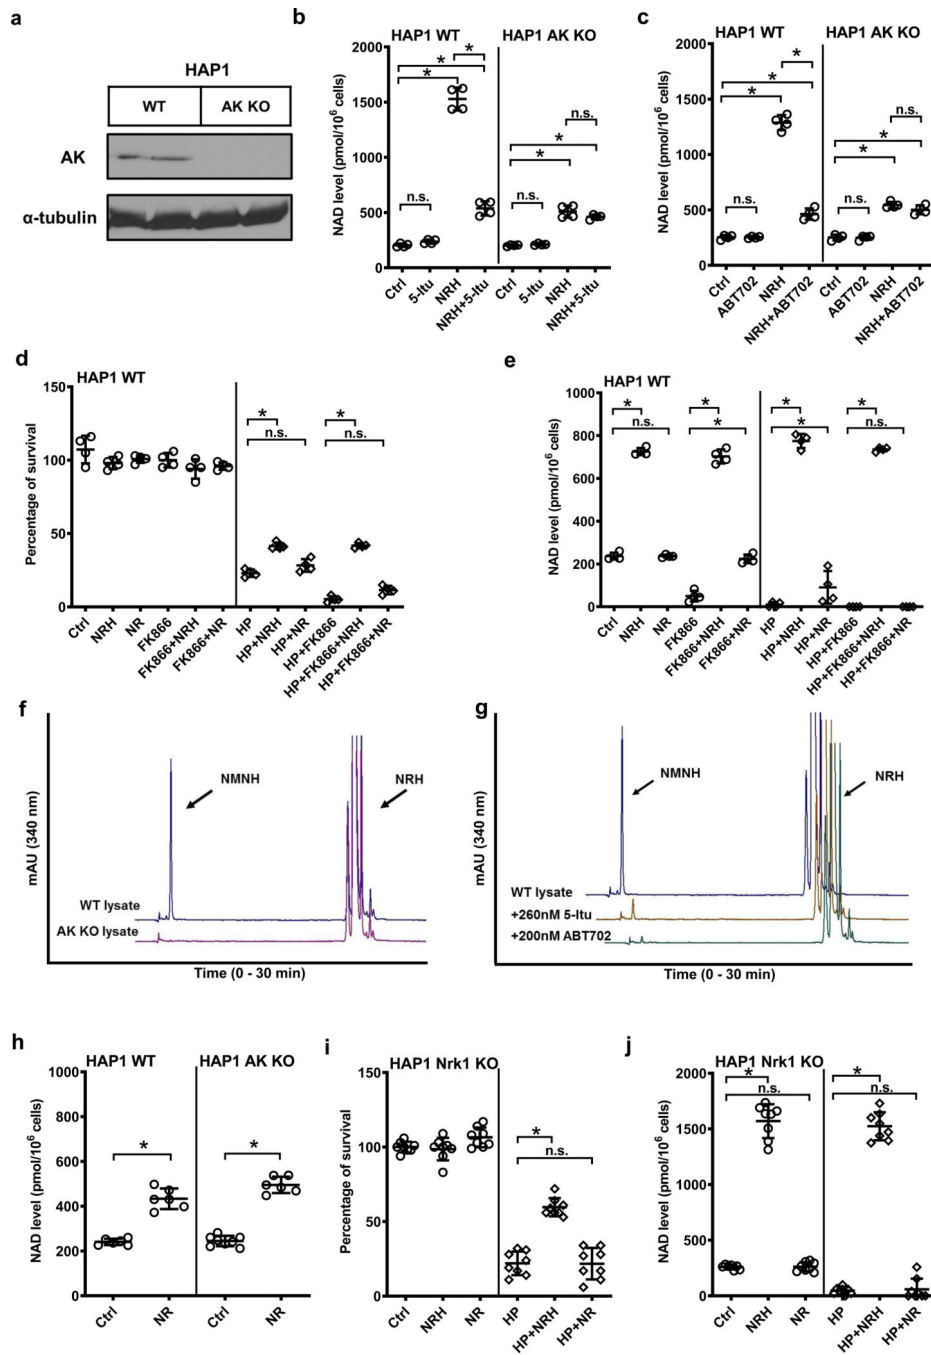 a
HAP1
WT
AK KO
AK
α-tubulin
b
HAP1 WT
HAP1 AK KO
NAD level (pmol/10⁶ cells)
2000
1500
1000
500
0
*
*
*
n.s.
n.s.
*
*
n.s.
Ctrl
5-Itu
NRH
NRH+5-Itu
Ctrl
5-Itu
NRH
NRH+5-Itu
c
HAP1 WT
HAP1 AK KO
NAD level (pmol/10⁶ cells)
2000
1500
1000
500
0
*
*
*
n.s.
n.s.
*
*
n.s.
Ctrl
ABT702
NRH
NRH+ABT702
Ctrl
ABT702
NRH
NRH+ABT702
d
HAP1 WT
Percentage of survival
150
100
50
0
*
n.s.
*
n.s.
Ctrl
NRH
NR
FK866
FK866+NRH
FK866+NR
HP
HP+NRH
HP+NR
HP+FK866
HP+FK866+NRH
HP+FK866+NR
e
HAP1 WT
NAD level (pmol/10⁶ cells)
1000
800
600
400
200
0
*
n.s.
*
*
*
*
*
n.s.
Ctrl
NRH
NR
FK866
FK866+NRH
FK866+NR
HP
HP+NRH
HP+NR
HP+FK866
HP+FK866+NRH
HP+FK866+NR
f
mAU (340 nm)
NMNH
NRH
WT lysate
AK KO lysate
Time (0 - 30 min)
g
mAU (340 nm)
NMNH
NRH
WT lysate
+260nM 5-Itu
+200nM ABT702
Time (0 - 30 min)
h
HAP1 WT
HAP1 AK KO
NAD level (pmol/10⁶ cells)
1000
800
600
400
200
0
*
*
Ctrl
NR
Ctrl
NR
i
HAP1 Nrk1 KO
Percentage of survival
150
100
50
0
*
n.s.
Ctrl
NRH
NR
HP
HP+NRH
HP+NR
j
HAP1 Nrk1 KO
NAD level (pmol/10⁶ cells)
2000
1500
1000
500
0
*
n.s.
*
n.s.
Ctrl
NRH
NR
HP
HP+NRH
HP+NR